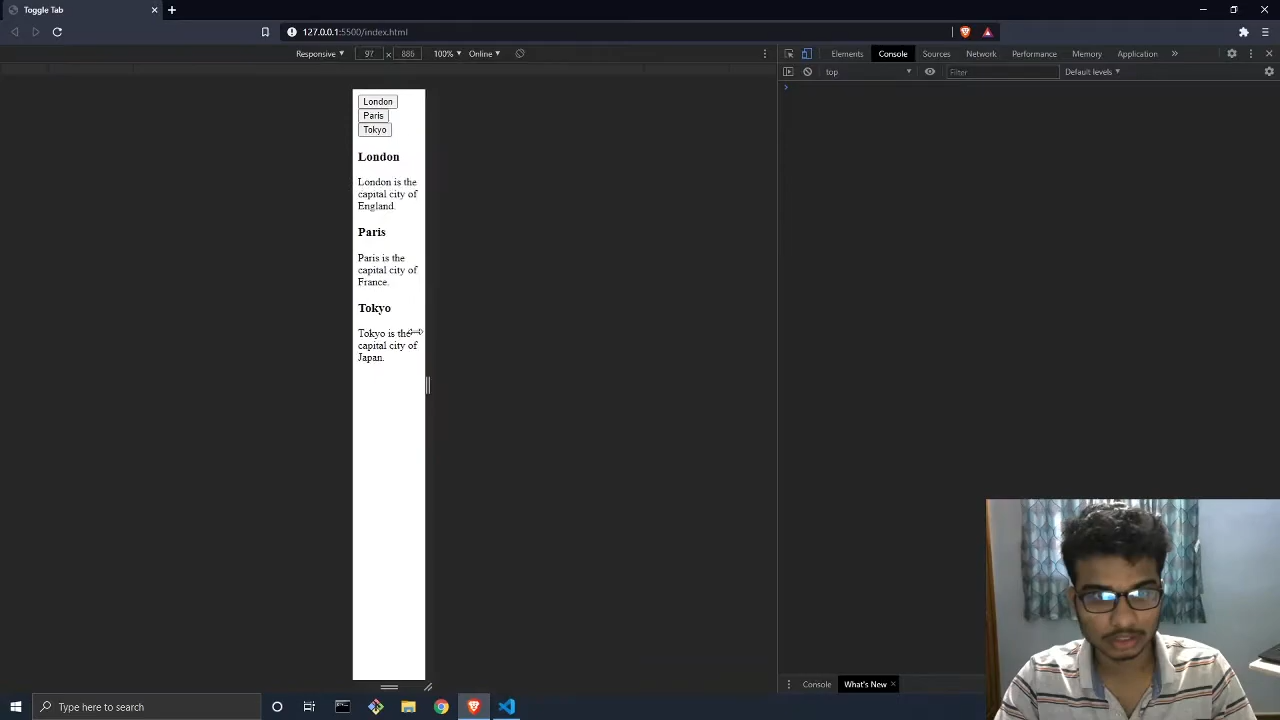 Toggle Tab
127.0.0.1:5500/index.html
Responsive 97 × 886 100% Online
Elements Console Sources Network Performance Memory Application
top Filter Default levels
London
Paris
Tokyo
London
London is the
capital city of
England.
Paris
Paris is the
capital city of
France.
Tokyo
Tokyo is the
capital city of
Japan.
Console What's New
Type here to search